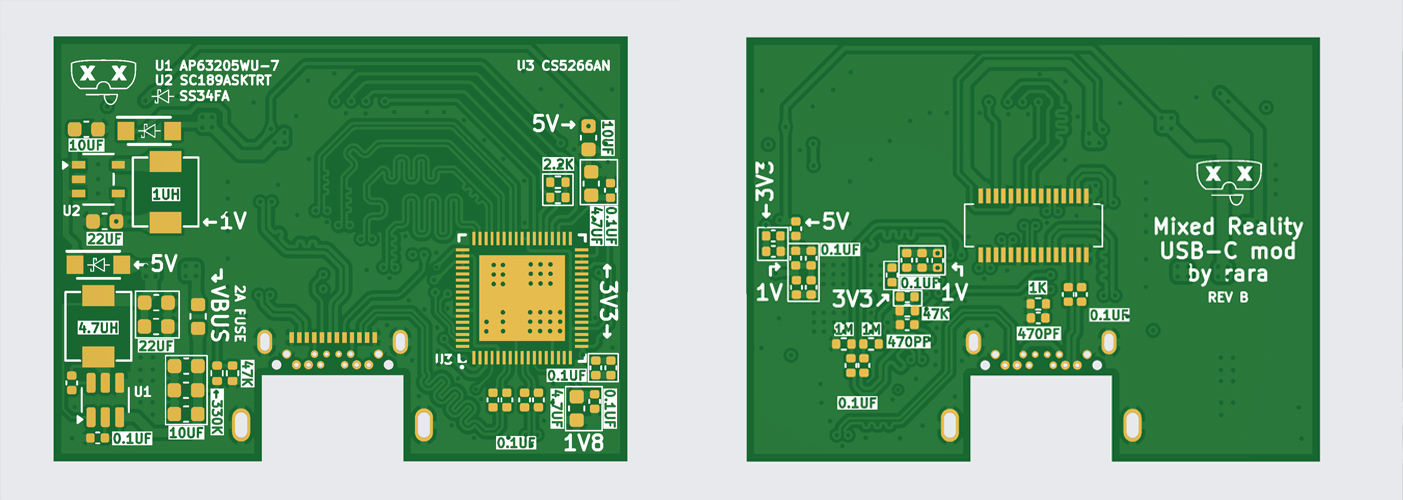 U1 AP63205WU-7
U2 SC189ASKTRT
SS34FA
U3 CS5266AN
10UF
5V→
10UF
2.2K
1UH
U2
←1V
22UF
4.7UF
0.1UF
←5V
VBUS
2A FUSE
←3V3→
4.7UH
22UF
U3
47K
0.1UF
U1
←330K
4.7UF
0.1UF
10UF
0.1UF
0.1UF
1V8
←3V3
←5V
0.1UF
1V
0.1UF
1V
3V3↗
47K
1M
1M
470PF
0.1UF
1K
0.1UF
470PF
Mixed Reality
USB-C mod
by rara
REV B